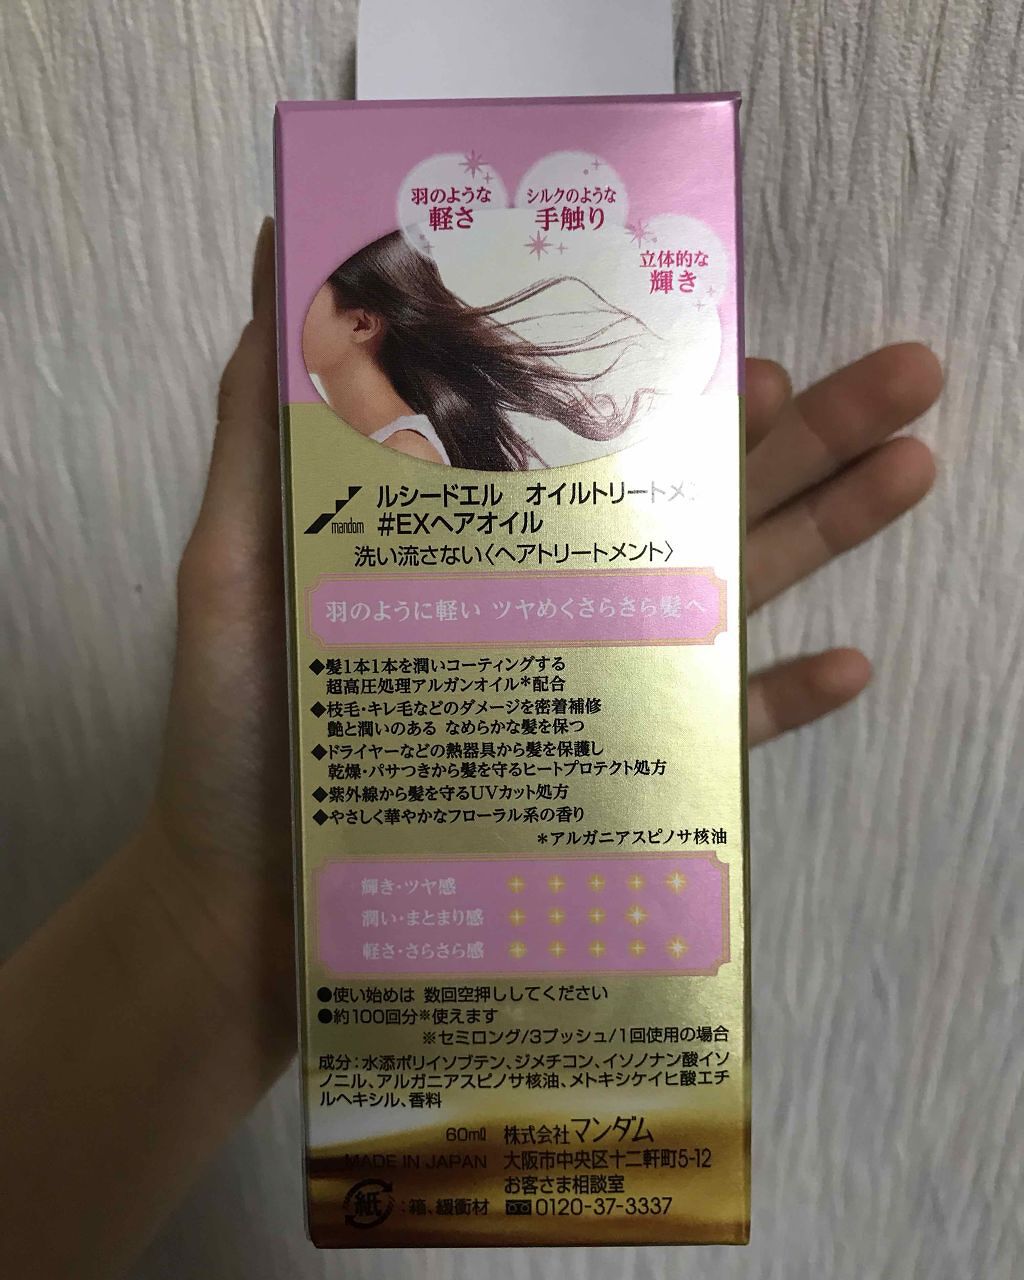 羽のような
軽さ
シルクのような
手触り
立体的な
輝き
mandom
ルシードエル オイルトリートメ
#EXヘアオイル
洗い流さない〈ヘアトリートメント〉
羽のように軽い ツヤめくさらさら髪へ
◆髪1本1本を潤いコーティングする
超高圧処理アルガンオイル*配合
◆枝毛・キレ毛などのダメージを密着補修
艶と潤いのある なめらかな髪を保つ
◆ドライヤーなどの熱器具から髪を保護し
乾燥・パサつきから髪を守るヒートプロテクト処方
◆紫外線から髪を守るUVカット処方
◆やさしく華やかなフローラル系の香り
*アルガニアスピノサ核油
輝き・ツヤ感
潤い・まとまり感
軽さ・さらさら感
●使い始めは 数回空押ししてください
●約100回分※使えます
※セミロング/3プッシュ/1回使用の場合
成分:水添ポリイソブテン、ジメチコン、イソノナン酸イソ
ノニル、アルガニアスピノサ核油、メトキシケイヒ酸エチ
ルヘキシル、香料
60ml 株式会社マンダム
MADE IN JAPAN 大阪市中央区十二軒町5-12
お客さま相談室
紙:箱、緩衝材 0120-37-3337